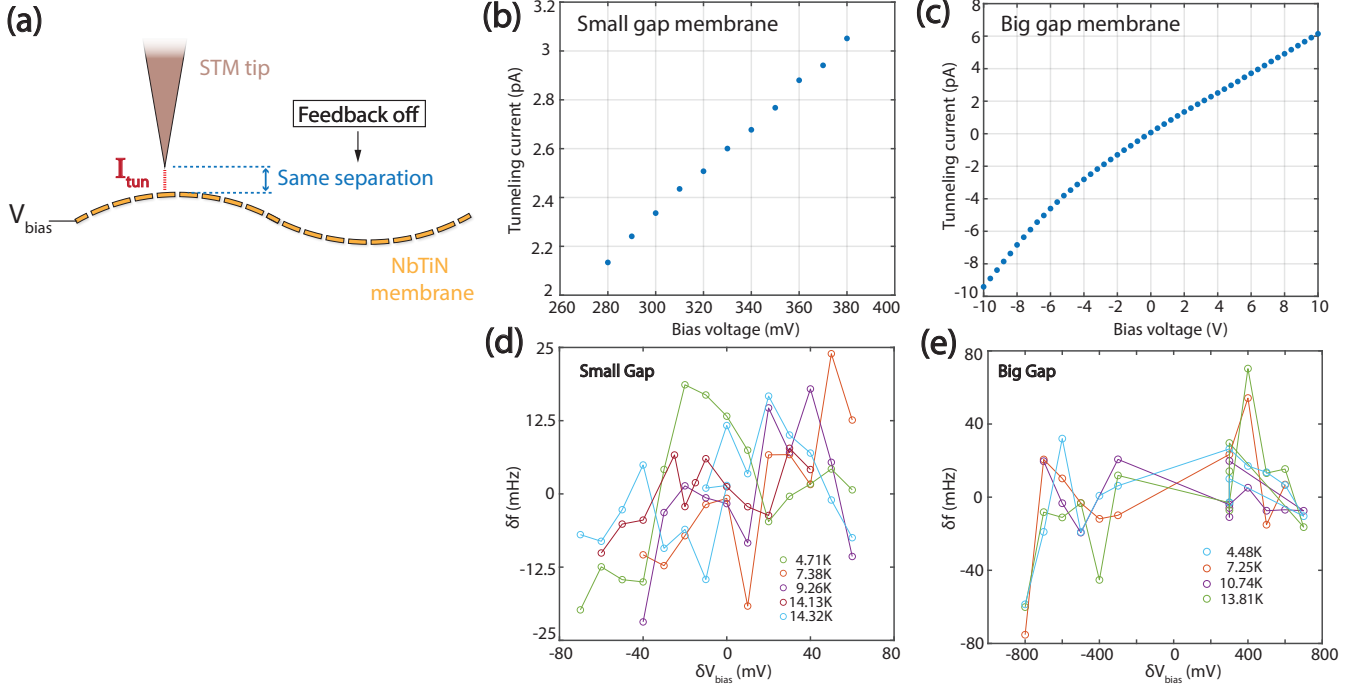 (a)
STM tip
Feedback off
I_tun
Same separation
V_bias
NbTiN
membrane
(b)
Small gap membrane
Tunneling current (pA)
3.2
3
2.8
2.6
2.4
2.2
2
260 280 300 320 340 360 380 400
Bias voltage (mV)
(c)
Big gap membrane
Tunneling current (pA)
8
6
4
2
0
-2
-4
-6
-8
-10
-10 -8 -6 -4 -2 0 2 4 6 8 10
Bias voltage (V)
(d)
Small Gap
δf (mHz)
25
12.5
0
-12.5
-25
4.71K
7.38K
9.26K
14.13K
14.32K
-80 -40 0 40 80
δV_bias (mV)
(e)
Big Gap
δf (mHz)
80
40
0
-40
-80
4.48K
7.25K
10.74K
13.81K
-800 -400 0 400 800
δV_bias (mV)